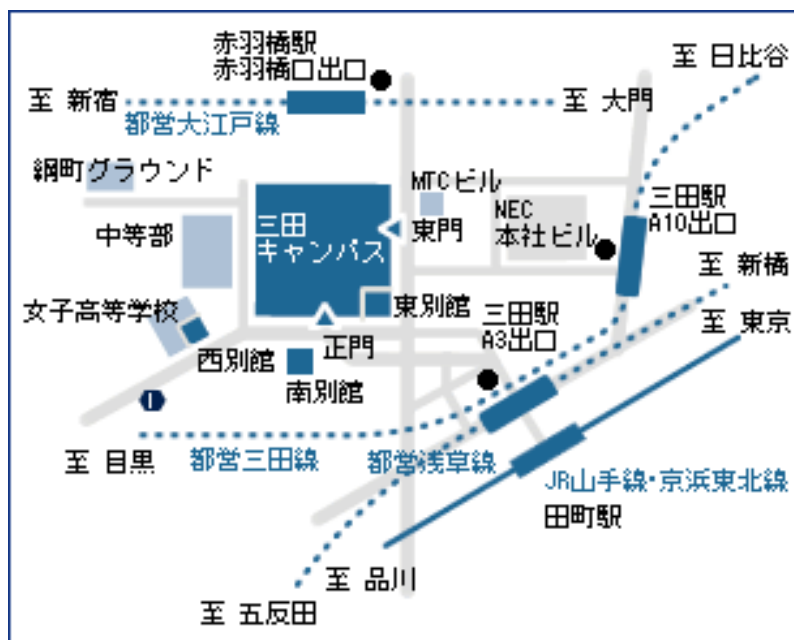 赤羽橋駅
赤羽橋口出口
至 日比谷
至 新宿
至 大門
都営大江戸線
綱町グラウンド
MTCビル
三田駅
A10出口
NEC
本社ビル
三田
キャンパス
東門
中等部
至 新橋
女子高等学校
東別館
三田駅
A3出口
至 東京
正門
西別館
南別館
至 目黒
都営三田線
都営浅草線
JR山手線・京浜東北線
田町駅
至 品川
至 五反田